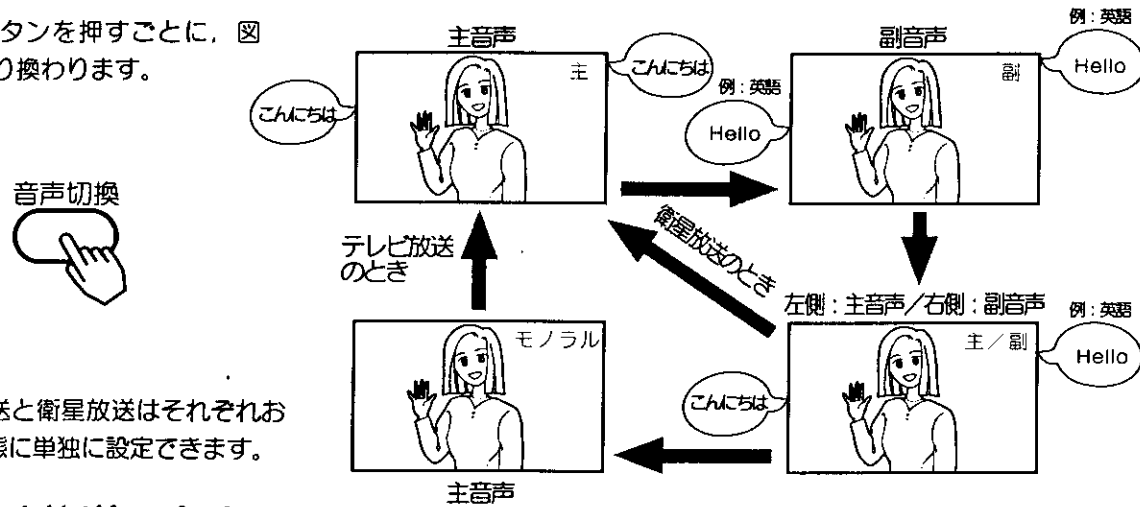 タンを押すごとに，図
り換わります。
音声切換
主音声
主
こんにちは
こんにちは
副音声
副
例：英語
Hello
例：英語
Hello
テレビ放送
のとき
衛星放送のとき
左側：主音声／右側：副音声
主／副
例：英語
Hello
こんにちは
モノラル
主音声
送と衛星放送はそれぞれお
態に単独に設定できます。